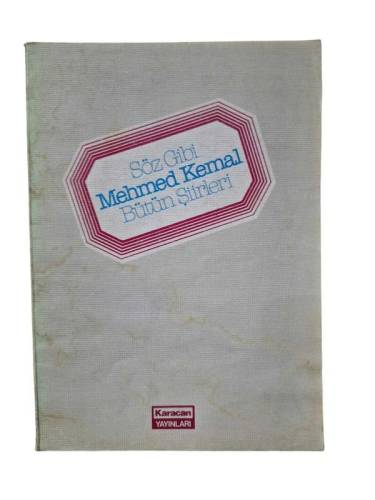 Söz Gibi
Mehmed Kemal
Bütün Şiirleri
Karacan
YAYINLARI